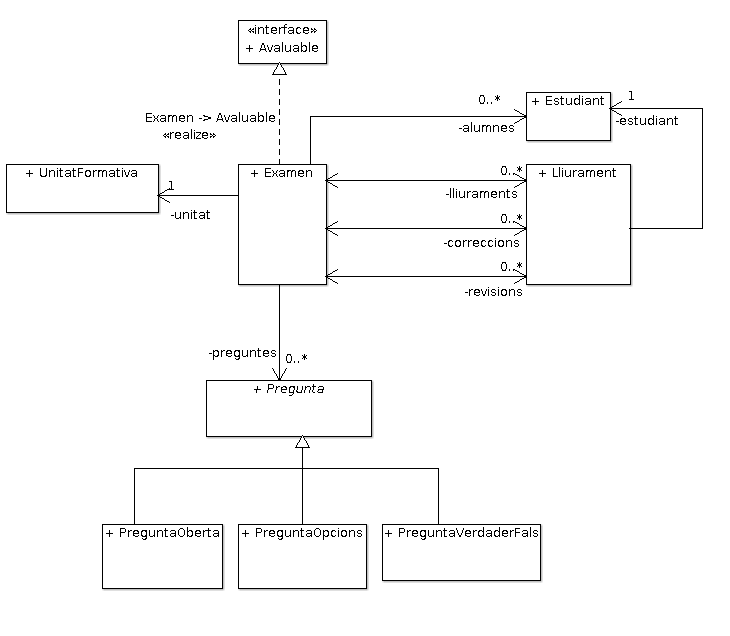 «interface»
+ Avaluable
Examen -> Avaluable
«realize»
0..*
-alumnes
+ Estudiant
1
-estudiant
+ UnitatFormativa
1
-unitat
+ Examen
0..*
-lliuraments
0..*
-correccions
0..*
-revisions
+ Lliurament
-preguntes
0..*
+ Pregunta
+ PreguntaOberta
+ PreguntaOpcions
+ PreguntaVerdaderFals